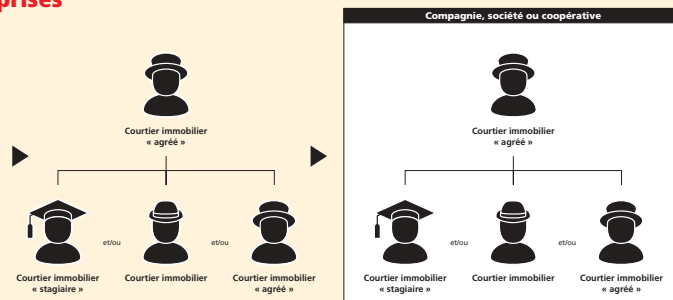 prises
Compagnie, société ou coopérative
Courtier immobilier
« agréé »
et/ou
et/ou
Courtier immobilier
« stagiaire »
Courtier immobilier
Courtier immobilier
« agréé »
Courtier immobilier
« agréé »
et/ou
et/ou
Courtier immobilier
« stagiaire »
Courtier immobilier
Courtier immobilier
« agréé »